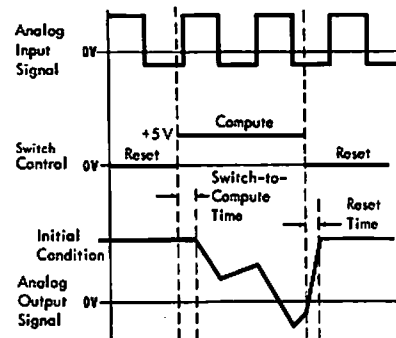 Analog
Input
Signal
0V
Compute
+5V
Switch
Control
0V
Reset
Reset
Switch-to-
Compute
Time
Reset
Time
Initial
Condition
Analog
Output
Signal
0V